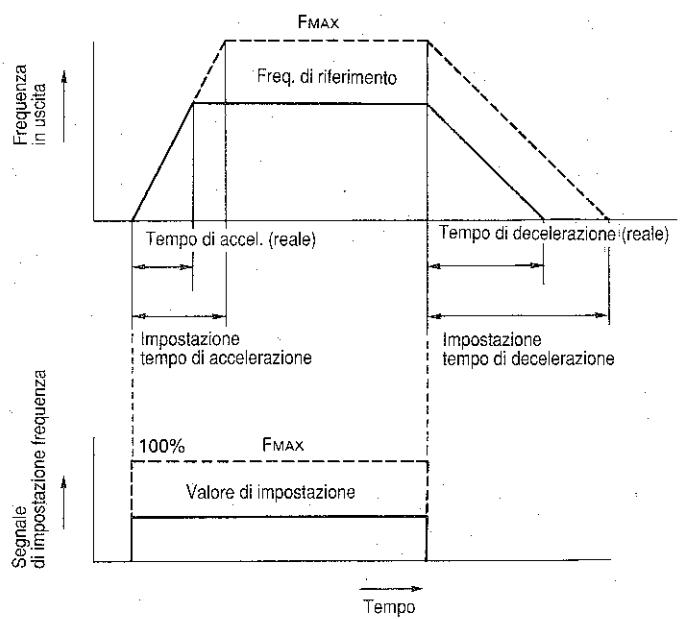 FMAX
Freq. di riferimento
Frequenza
in uscita
Tempo di accel. (reale)
Tempo di decelerazione (reale)
Impostazione
tempo di accelerazione
Impostazione
tempo di decelerazione
100%
FMAX
Valore di impostazione
Segnale
di impostazione frequenza
Tempo